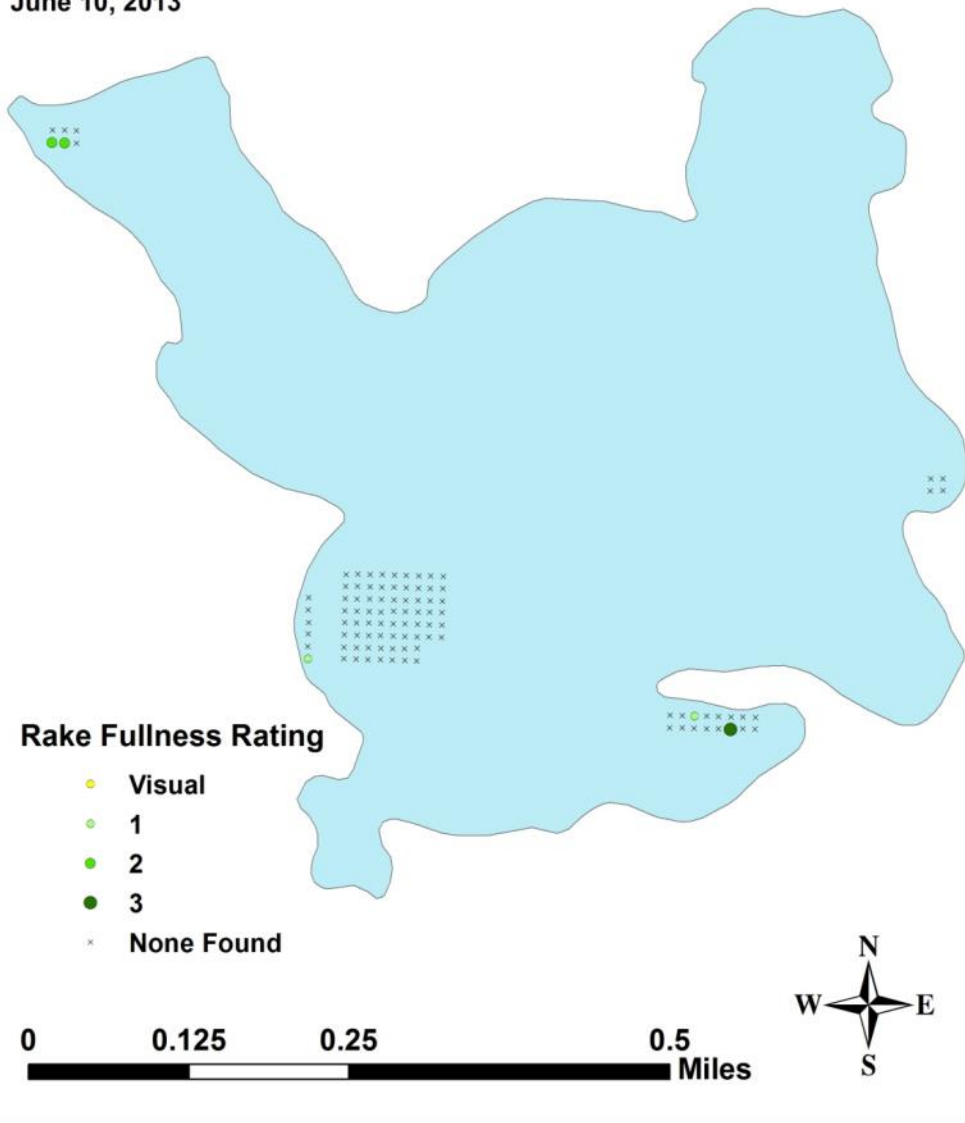 June 10, 2013
Rake Fullness Rating
Visual
1
2
3
None Found
N
W E
S
0 0.125 0.25 0.5
Miles